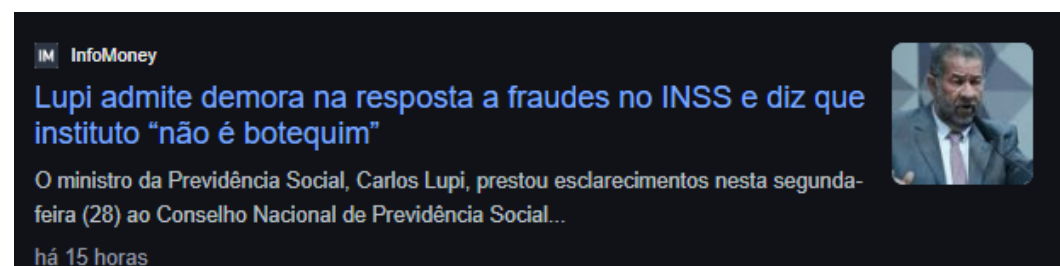 IM InfoMoney
Lupi admite demora na resposta a fraudes no INSS e diz que
instituto “não é botequim”
O ministro da Previdência Social, Carlos Lupi, prestou esclarecimentos nesta segunda-
feira (28) ao Conselho Nacional de Previdência Social...
há 15 horas